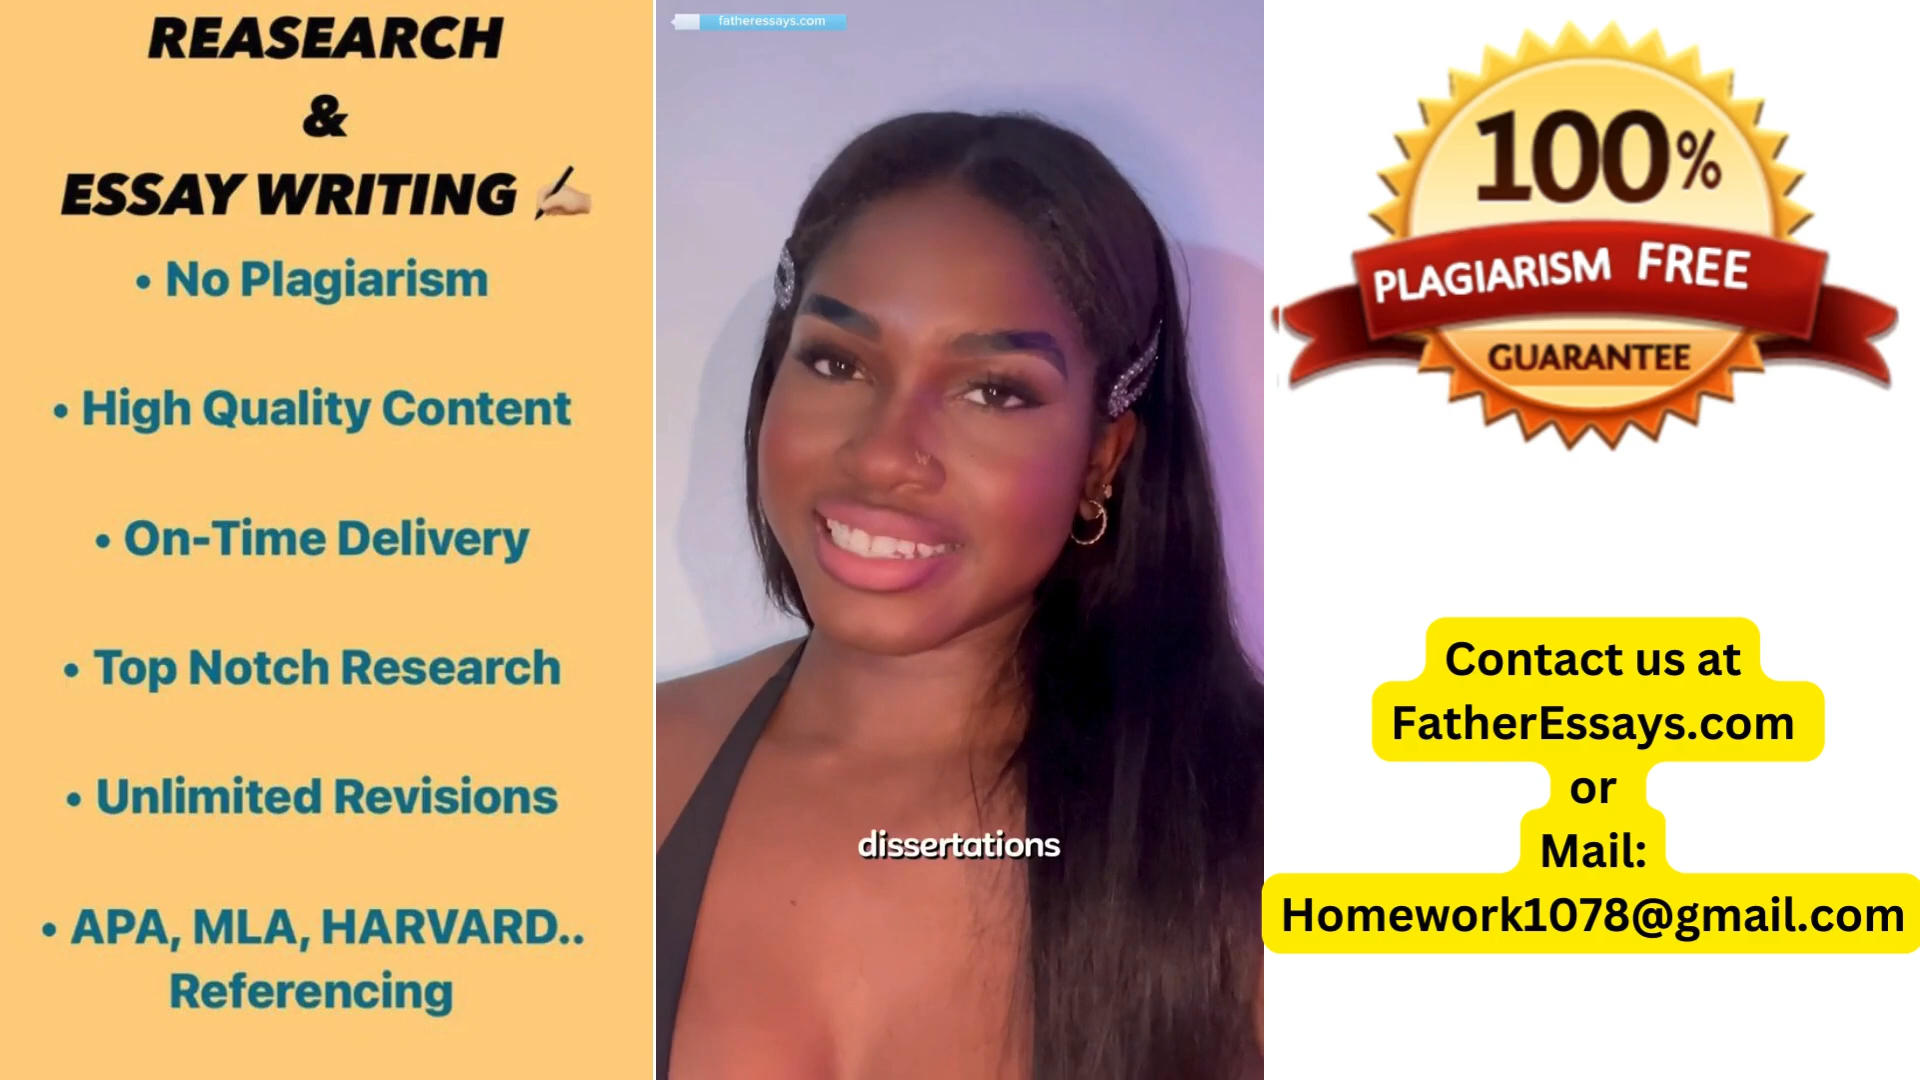 REASEARCH
&
ESSAY WRITING ✍🏻
• No Plagiarism
• High Quality Content
• On-Time Delivery
• Top Notch Research
• Unlimited Revisions
• APA, MLA, HARVARD..
Referencing
fatheressays.com
dissertations
100%
PLAGIARISM FREE
GUARANTEE
Contact us at
FatherEssays.com
or
Mail:
Homework1078@gmail.com